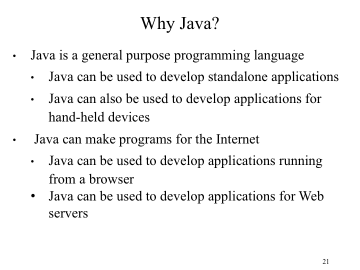 Why Java?
• Java is a general purpose programming language
• Java can be used to develop standalone applications
• Java can also be used to develop applications for
hand-held devices
• Java can make programs for the Internet
• Java can be used to develop applications running
from a browser
• Java can be used to develop applications for Web
servers
21